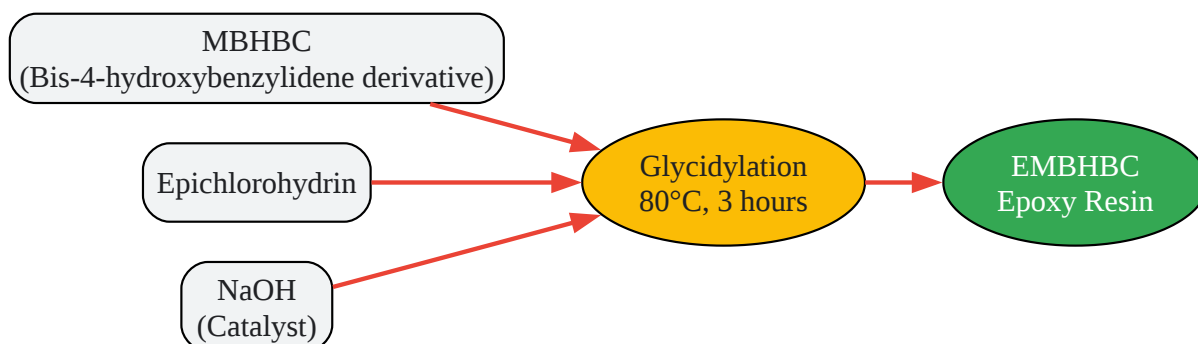 MBHBC
(Bis-4-hydroxybenzylidene derivative)
Epichlorohydrin
NaOH
(Catalyst)
Glycidylation
80°C, 3 hours
EMBHBC
Epoxy Resin